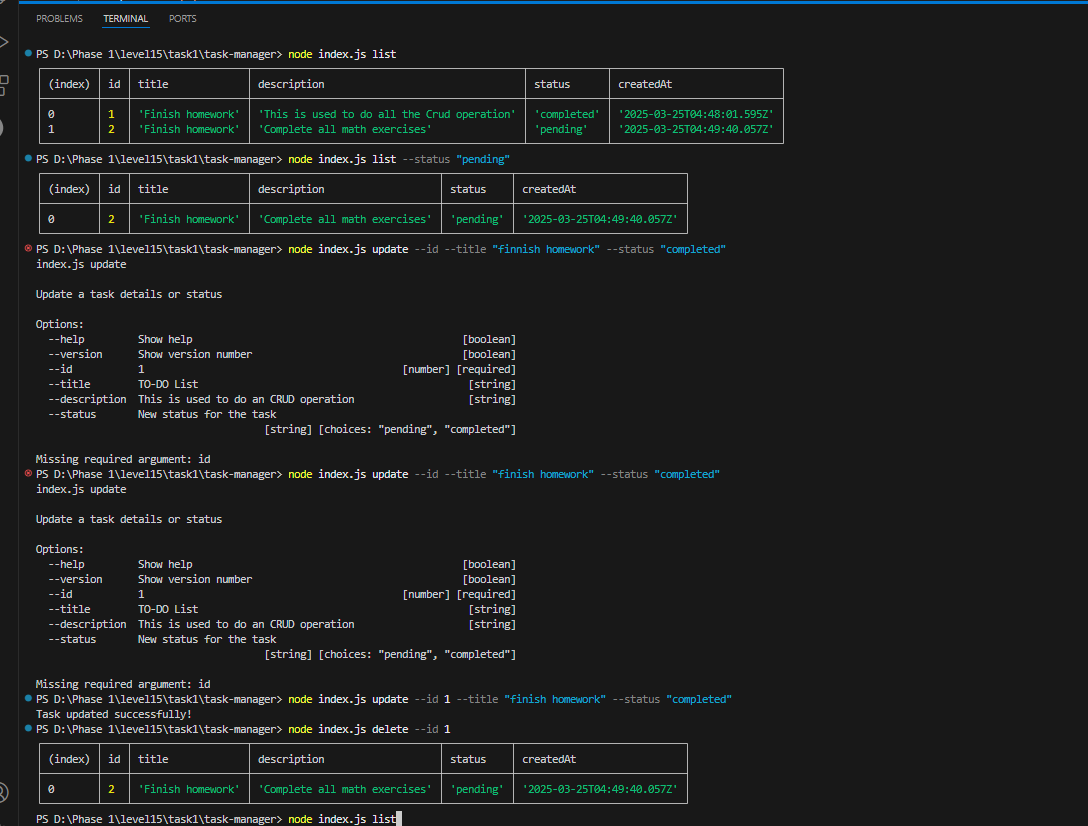 PROBLEMS TERMINAL PORTS
PS D:\Phase 1\level15\task1\task-manager> node index.js list
(index) id title description status createdAt
0 1 'Finish homework' 'This is used to do all the Crud operation' 'completed' '2025-03-25T04:48:01.595Z'
1 2 'Finish homework' 'Complete all math exercises' 'pending' '2025-03-25T04:49:40.057Z'
PS D:\Phase 1\level15\task1\task-manager> node index.js list --status "pending"
(index) id title description status createdAt
0 2 'Finish homework' 'Complete all math exercises' 'pending' '2025-03-25T04:49:40.057Z'
PS D:\Phase 1\level15\task1\task-manager> node index.js update --id --title "finnish homework" --status "completed"
index.js update
Update a task details or status
Options:
--help Show help [boolean]
--version Show version number [boolean]
--id 1 [number] [required]
--title TO-DO List [string]
--description This is used to do an CRUD operation [string]
--status New status for the task
[string] [choices: "pending", "completed"]
Missing required argument: id
PS D:\Phase 1\level15\task1\task-manager> node index.js update --id --title "finish homework" --status "completed"
index.js update
Update a task details or status
Options:
--help Show help [boolean]
--version Show version number [boolean]
--id 1 [number] [required]
--title TO-DO List [string]
--description This is used to do an CRUD operation [string]
--status New status for the task
[string] [choices: "pending", "completed"]
Missing required argument: id
PS D:\Phase 1\level15\task1\task-manager> node index.js update --id 1 --title "finish homework" --status "completed"
Task updated successfully!
PS D:\Phase 1\level15\task1\task-manager> node index.js delete --id 1
(index) id title description status createdAt
0 2 'Finish homework' 'Complete all math exercises' 'pending' '2025-03-25T04:49:40.057Z'
PS D:\Phase 1\level15\task1\task-manager> node index.js list